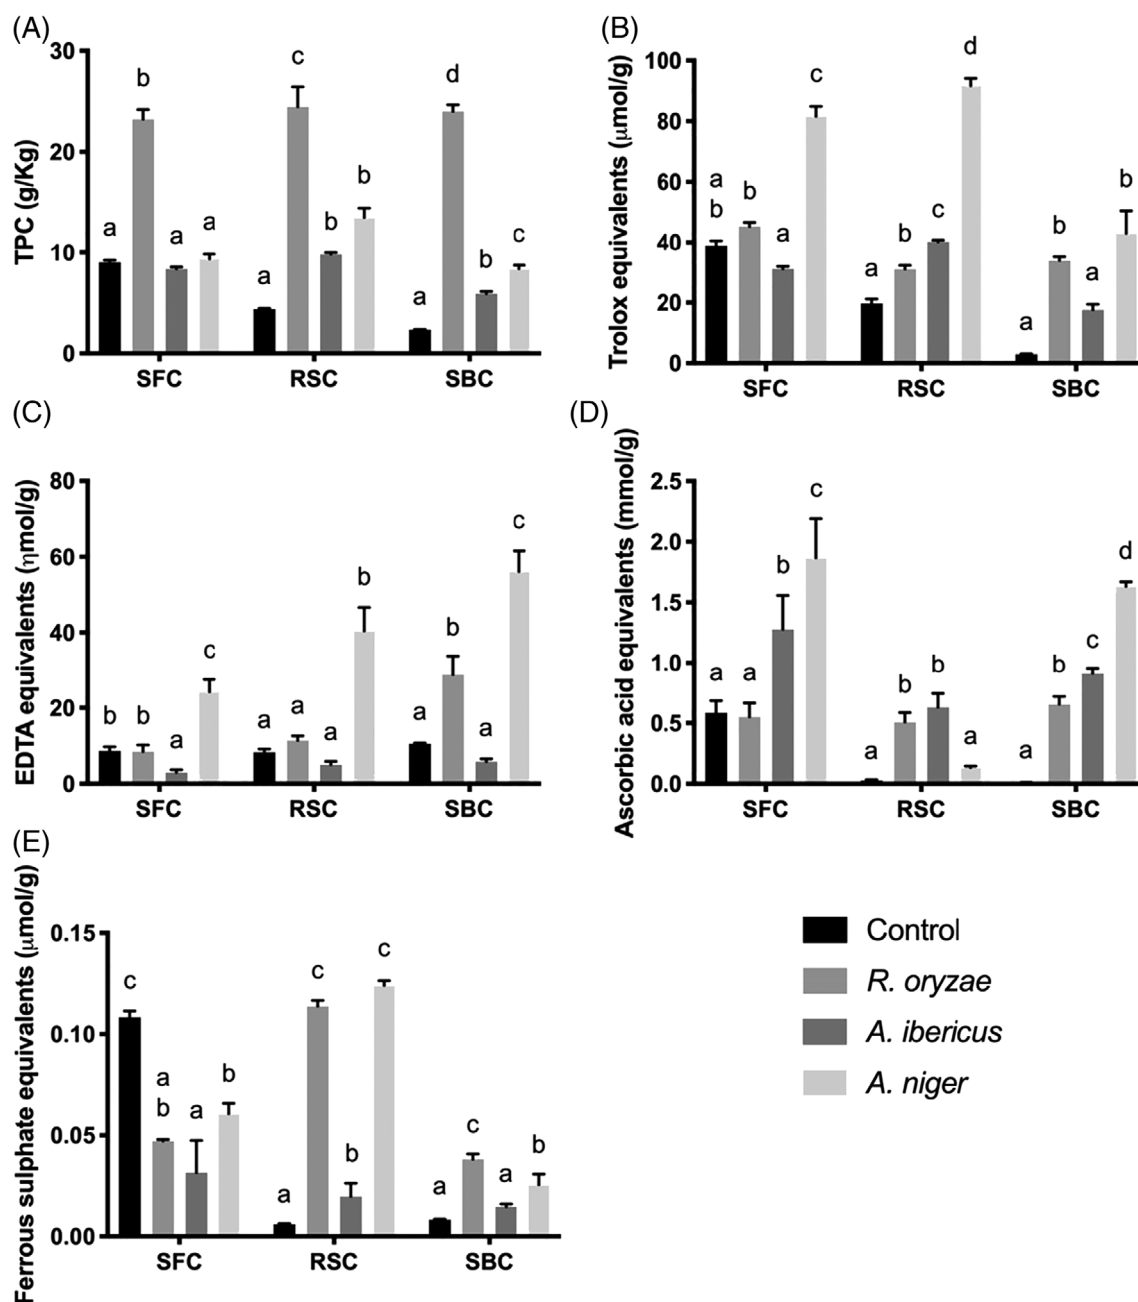 (A)
TPC (g/Kg)
30
20
10
0
b
c
d
a
a
a
a
b
b
a
b
c
SFC RSC SBC
(B)
Trolox equivalents (μmol/g)
100
80
60
40
20
0
a
b
b
a
c
a
b
c
d
a
b
a
b
SFC RSC SBC
(C)
EDTA equivalents (ηmol/g)
80
60
40
20
0
b
b
a
c
a
a
a
b
a
b
a
c
SFC RSC SBC
(D)
Ascorbic acid equivalents (mmol/g)
2.5
2.0
1.5
1.0
0.5
0.0
a
a
b
c
a
b
b
a
a
b
c
d
SFC RSC SBC
(E)
Ferrous sulphate equivalents (μmol/g)
0.15
0.10
0.05
0.00
c
a
b
a
b
a
c
b
c
a
c
a
b
SFC RSC SBC
Control
R. oryzae
A. ibericus
A. niger